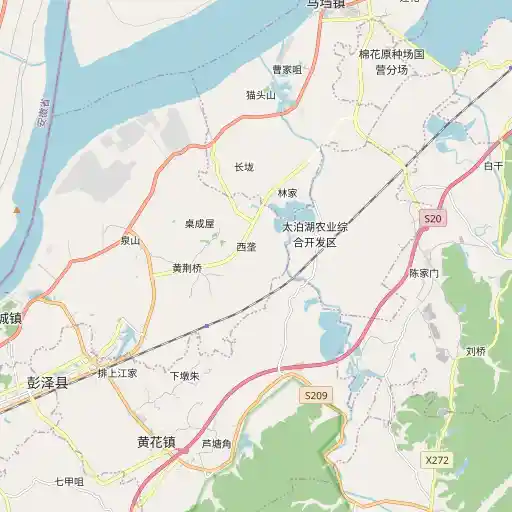 马垱镇
棉花原种场国
营分场
曹家咀
猫头山
安徽省
长垅
白干
林家
桌成屋
太泊湖农业综
合开发区
S20
泉山
西垄
黄荆桥
陈家门
城镇
刘桥
排上江家
下墩朱
彭泽县
S209
黄花镇
芦塘角
X272
七甲咀